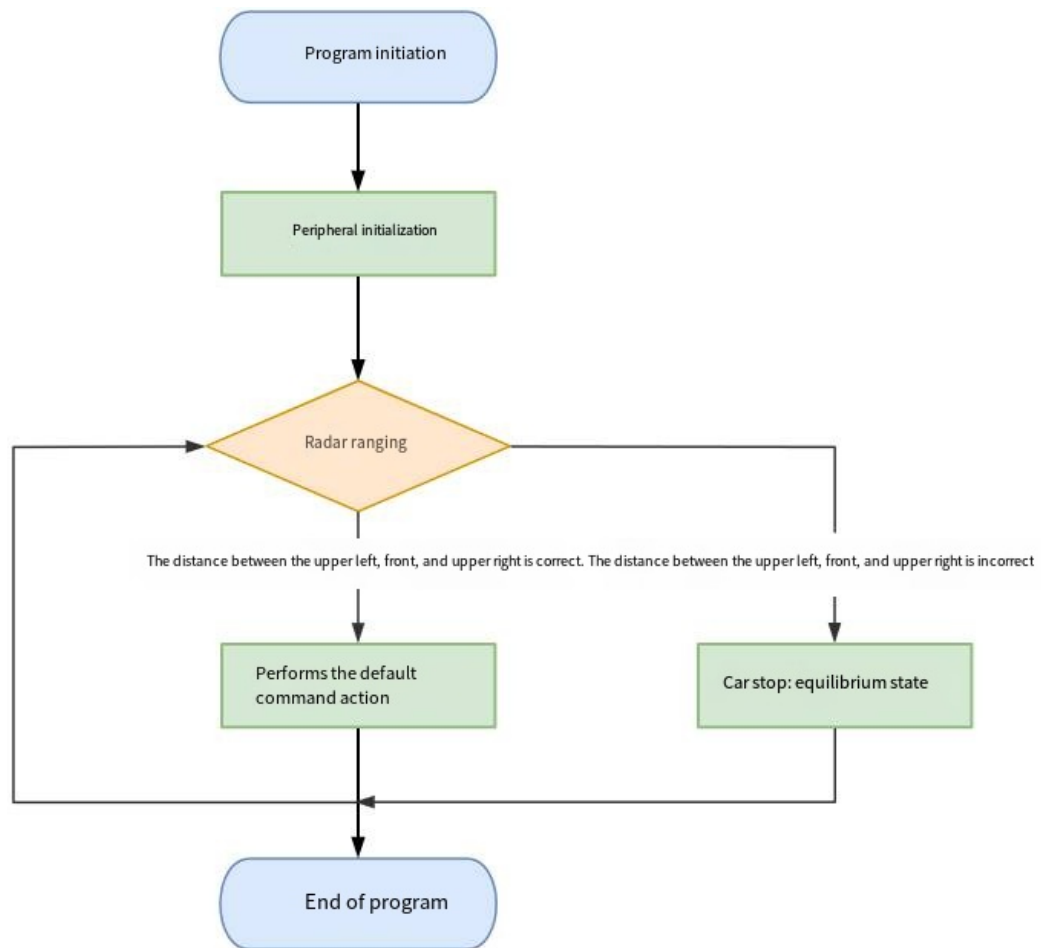 Program initiation
Peripheral initialization
Radar ranging
The distance between the upper left, front, and upper right is correct. The distance between the upper left, front, and upper right is incorrect
Performs the default
command action
Car stop: equilibrium state
End of program